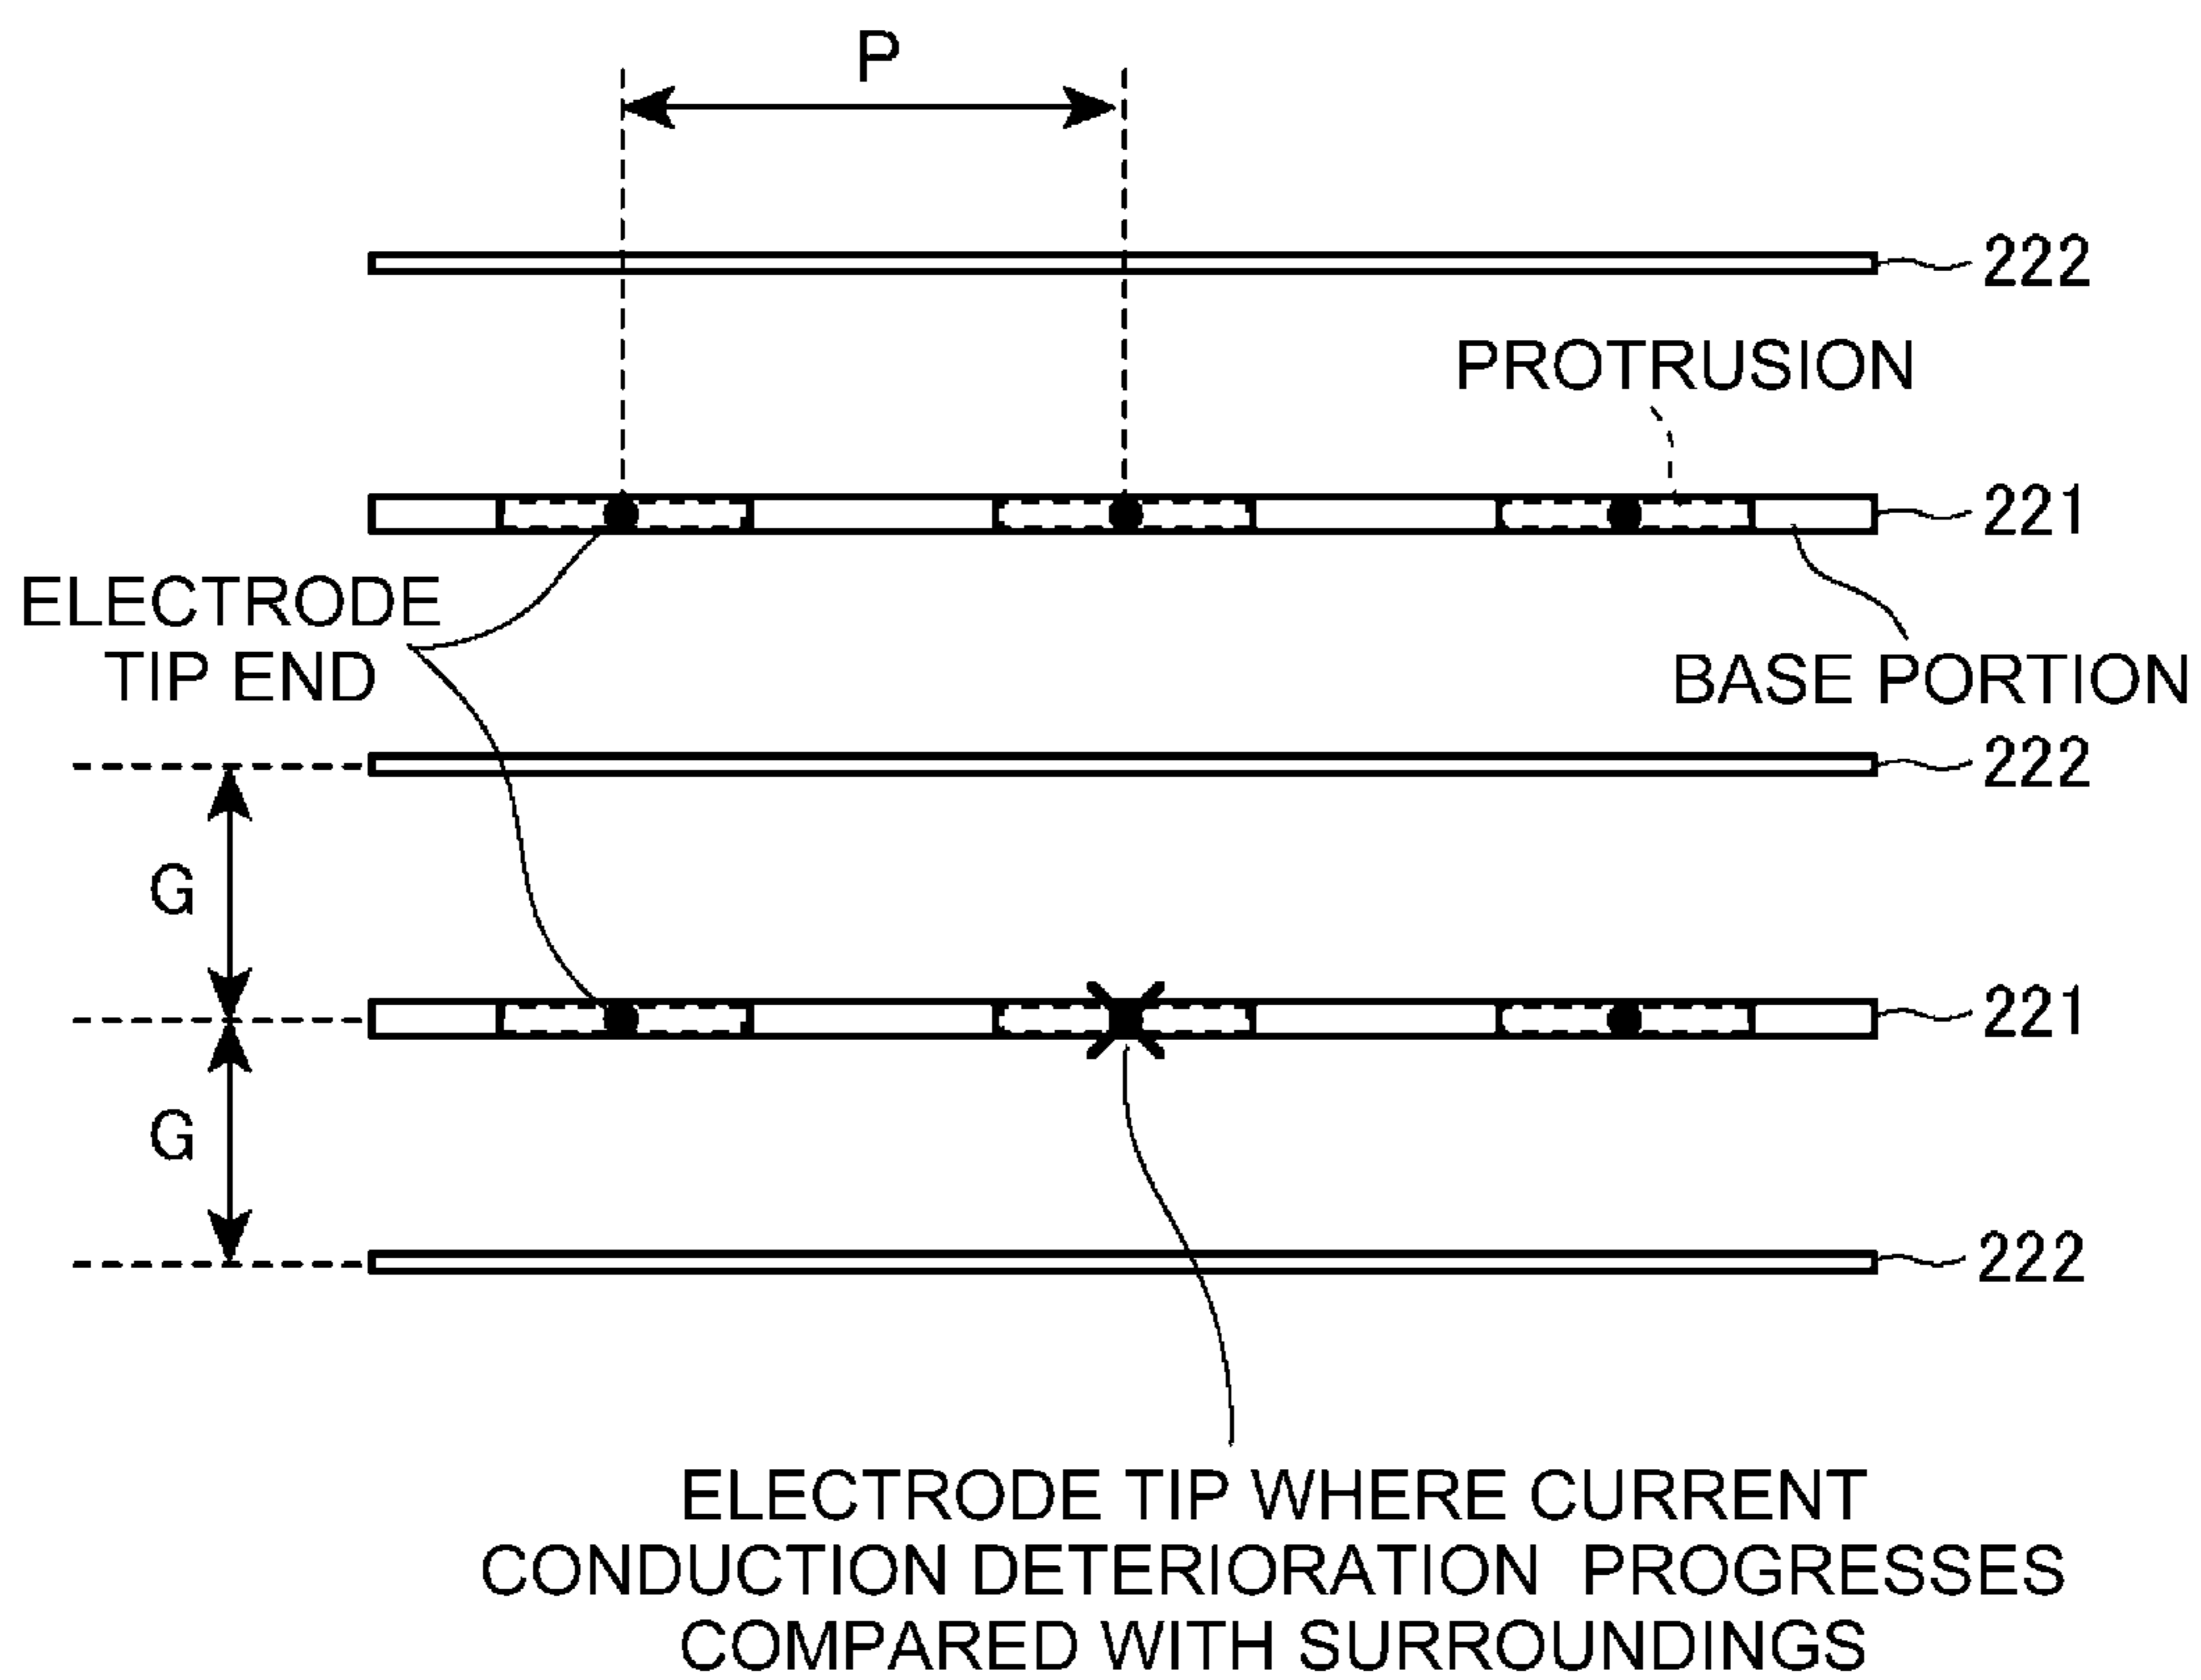 P
222
PROTRUSION
221
ELECTRODE
TIP END
BASE PORTION
222
G
221
G
222
ELECTRODE TIP WHERE CURRENT
CONDUCTION DETERIORATION PROGRESSES
COMPARED WITH SURROUNDINGS